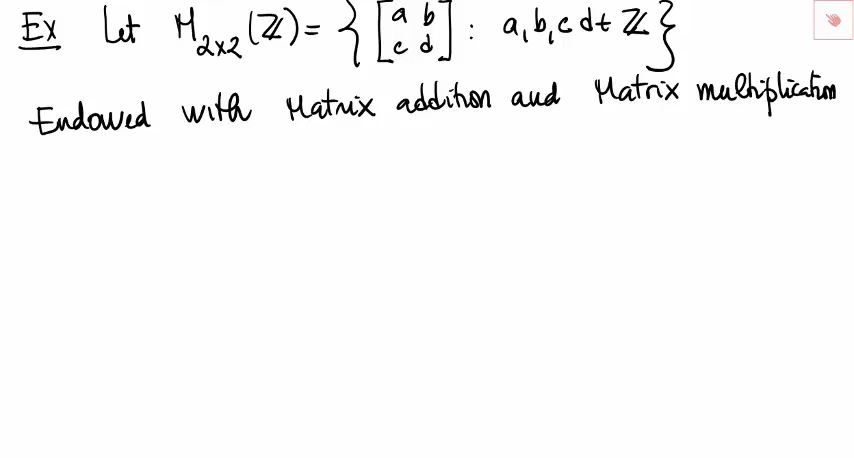 Ex Let M₂ₓ₂(ℤ) = { [a b; c d] : a, b, c d ∈ ℤ }
Endowed with Matrix addition and Matrix multiplication